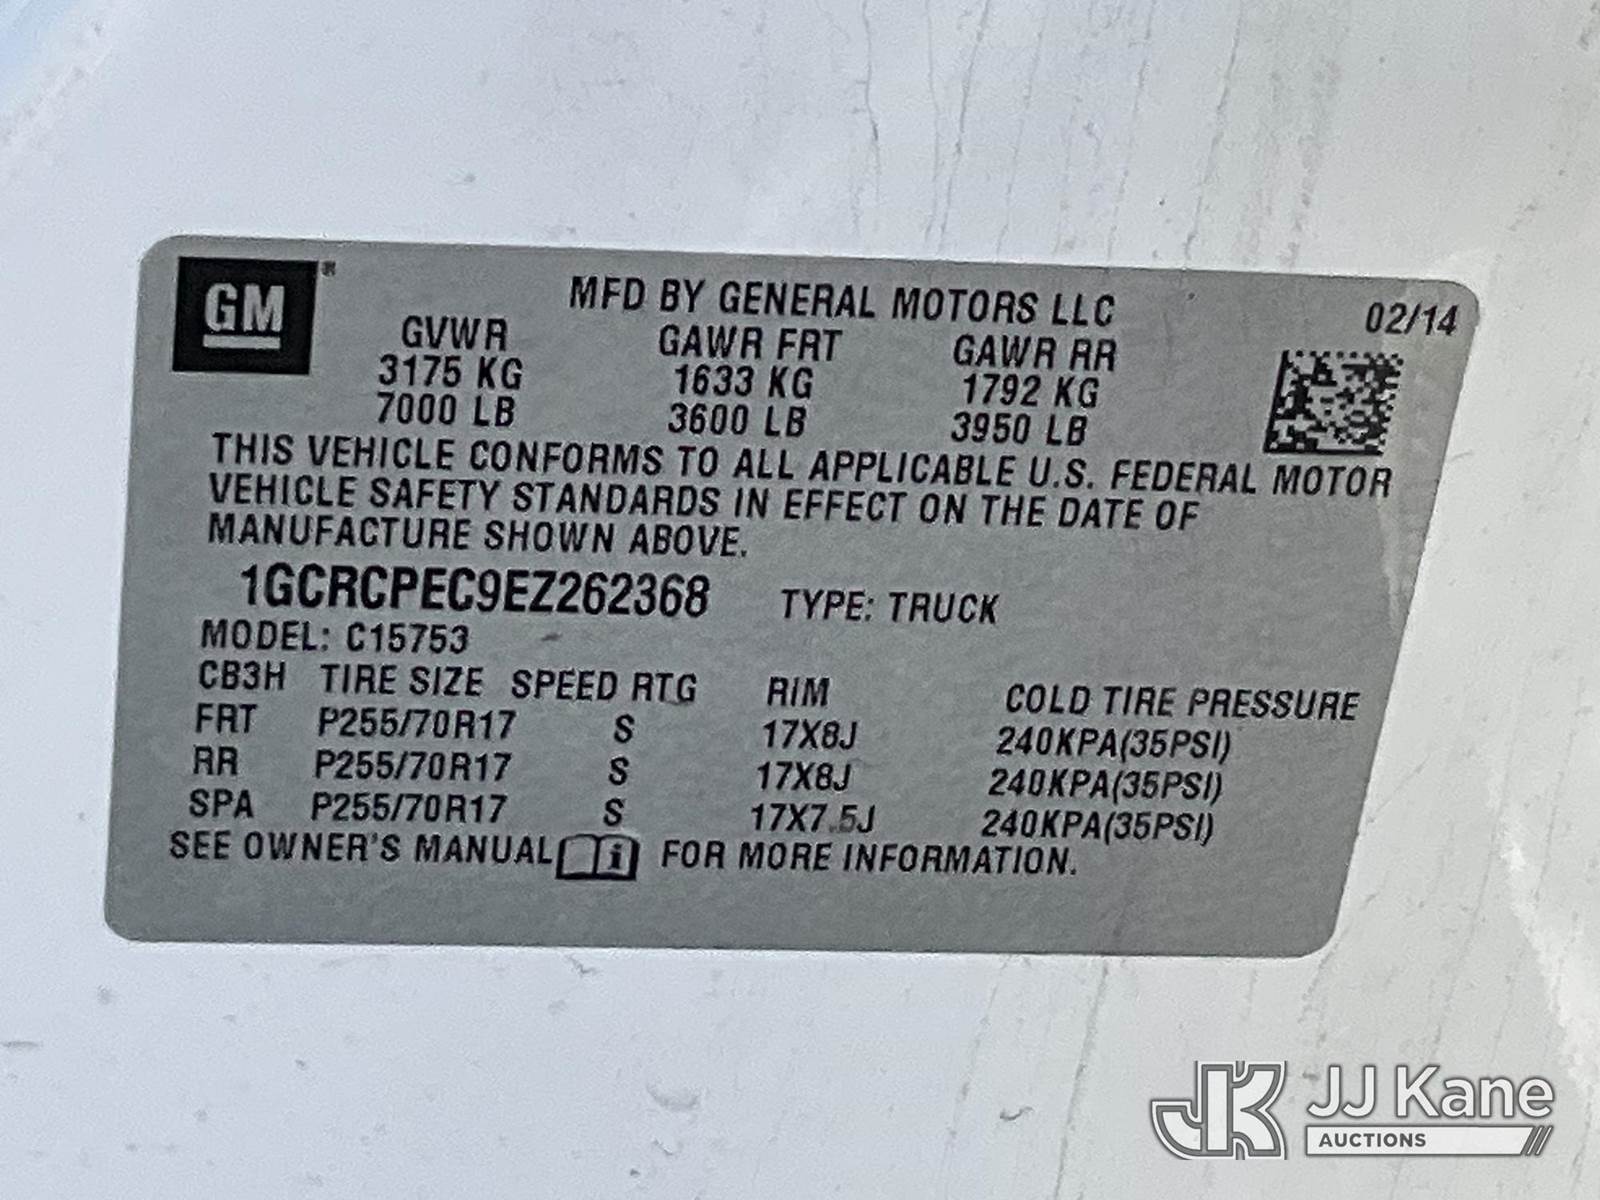 GM®
MFD BY GENERAL MOTORS LLC 02/14
GVWR GAWR FRT GAWR RR
3175 KG 1633 KG 1792 KG
7000 LB 3600 LB 3950 LB
THIS VEHICLE CONFORMS TO ALL APPLICABLE U.S. FEDERAL MOTOR
VEHICLE SAFETY STANDARDS IN EFFECT ON THE DATE OF
MANUFACTURE SHOWN ABOVE.
1GCRCPEC9EZ262368 TYPE: TRUCK
MODEL: C15753
CB3H TIRE SIZE SPEED RTG RIM COLD TIRE PRESSURE
FRT P255/70R17 S 17X8J 240KPA(35PSI)
RR P255/70R17 S 17X8J 240KPA(35PSI)
SPA P255/70R17 S 17X7.5J 240KPA(35PSI)
SEE OWNER'S MANUAL i FOR MORE INFORMATION.
JK JJ Kane
AUCTIONS